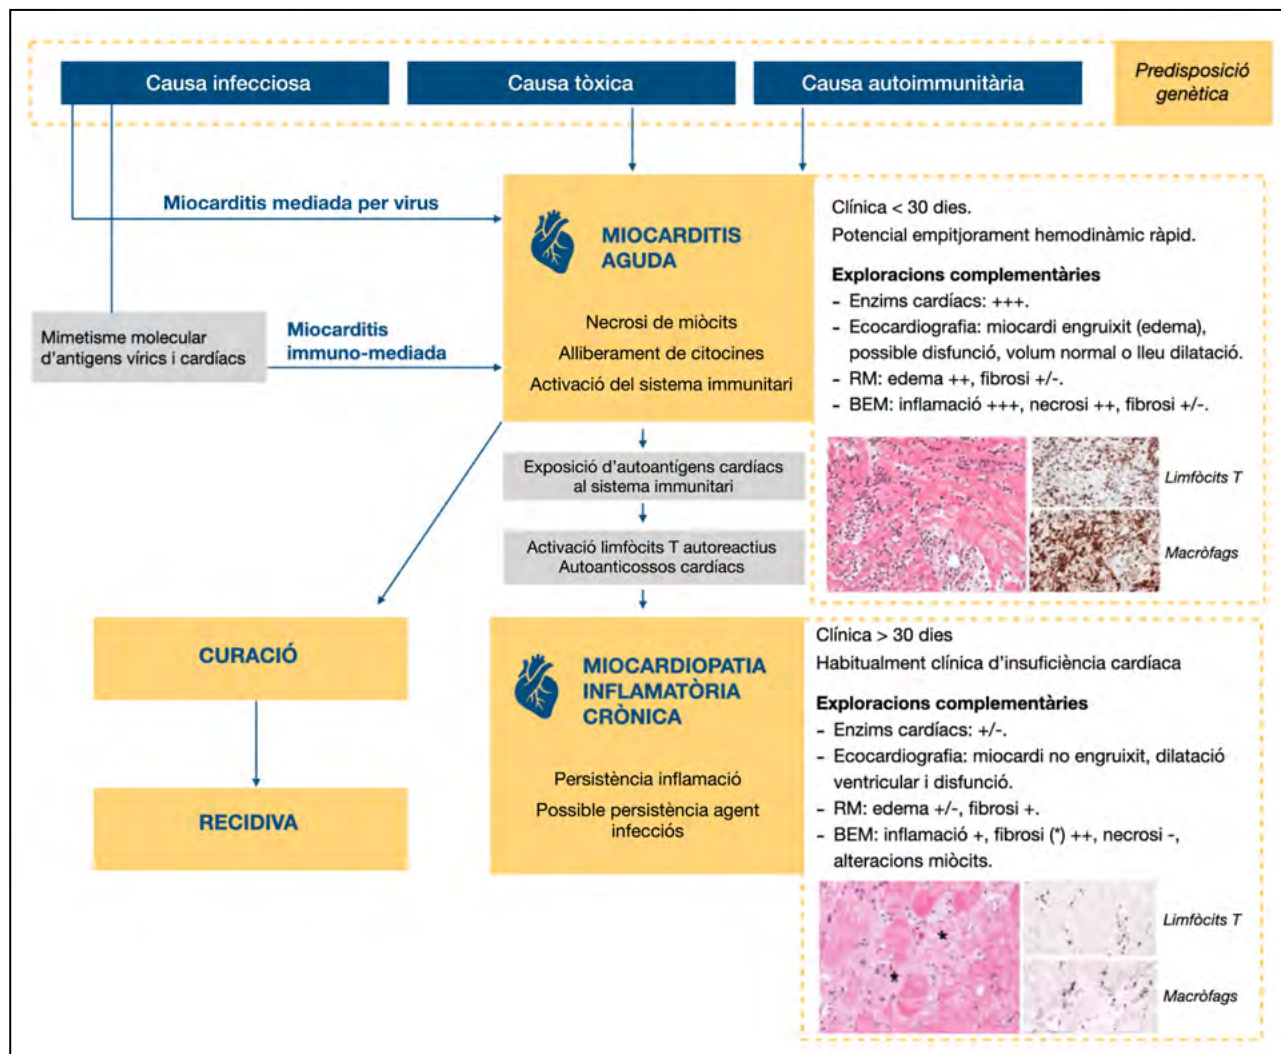 Causa infecciosa
Causa tòxica
Causa autoimmunitària
Predisposició
genètica
Miocarditis mediada per virus
Mimetisme molecular
d'antigens vírics i cardíacs
Miocarditis
immuno-mediada
MIOCARDITIS
AGUDA
Necrosi de miòcits
Alliberament de citocines
Activació del sistema immunitari
Clínica < 30 dies.
Potencial empitjorament hemodinàmic ràpid.
Exploracions complementàries
- Enzims cardíacs: +++.
- Ecocardiografia: miocardi engruixit (edema),
possible disfunció, volum normal o lleu dilatació.
- RM: edema ++, fibrosi +/-.
- BEM: inflamació +++, necrosi ++, fibrosi +/-.
Limfòcits T
Macròfags
Exposició d'autoantígens cardíacs
al sistema immunitari
Activació limfòcits T autoreactius
Autoanticossos cardíacs
CURACIÓ
RECIDIVA
MIOCARDIOPATIA
INFLAMATÒRIA
CRÒNICA
Persistència inflamació
Possible persistència agent
infecciós
Clínica > 30 dies
Habitualment clínica d'insuficiència cardíaca
Exploracions complementàries
- Enzims cardíacs: +/-.
- Ecocardiografia: miocardi no engruixit, dilatació
ventricular i disfunció.
- RM: edema +/-, fibrosi +.
- BEM: inflamació +, fibrosi (*) ++, necrosi -,
alteracions miòcits.
*
*
Limfòcits T
Macròfags